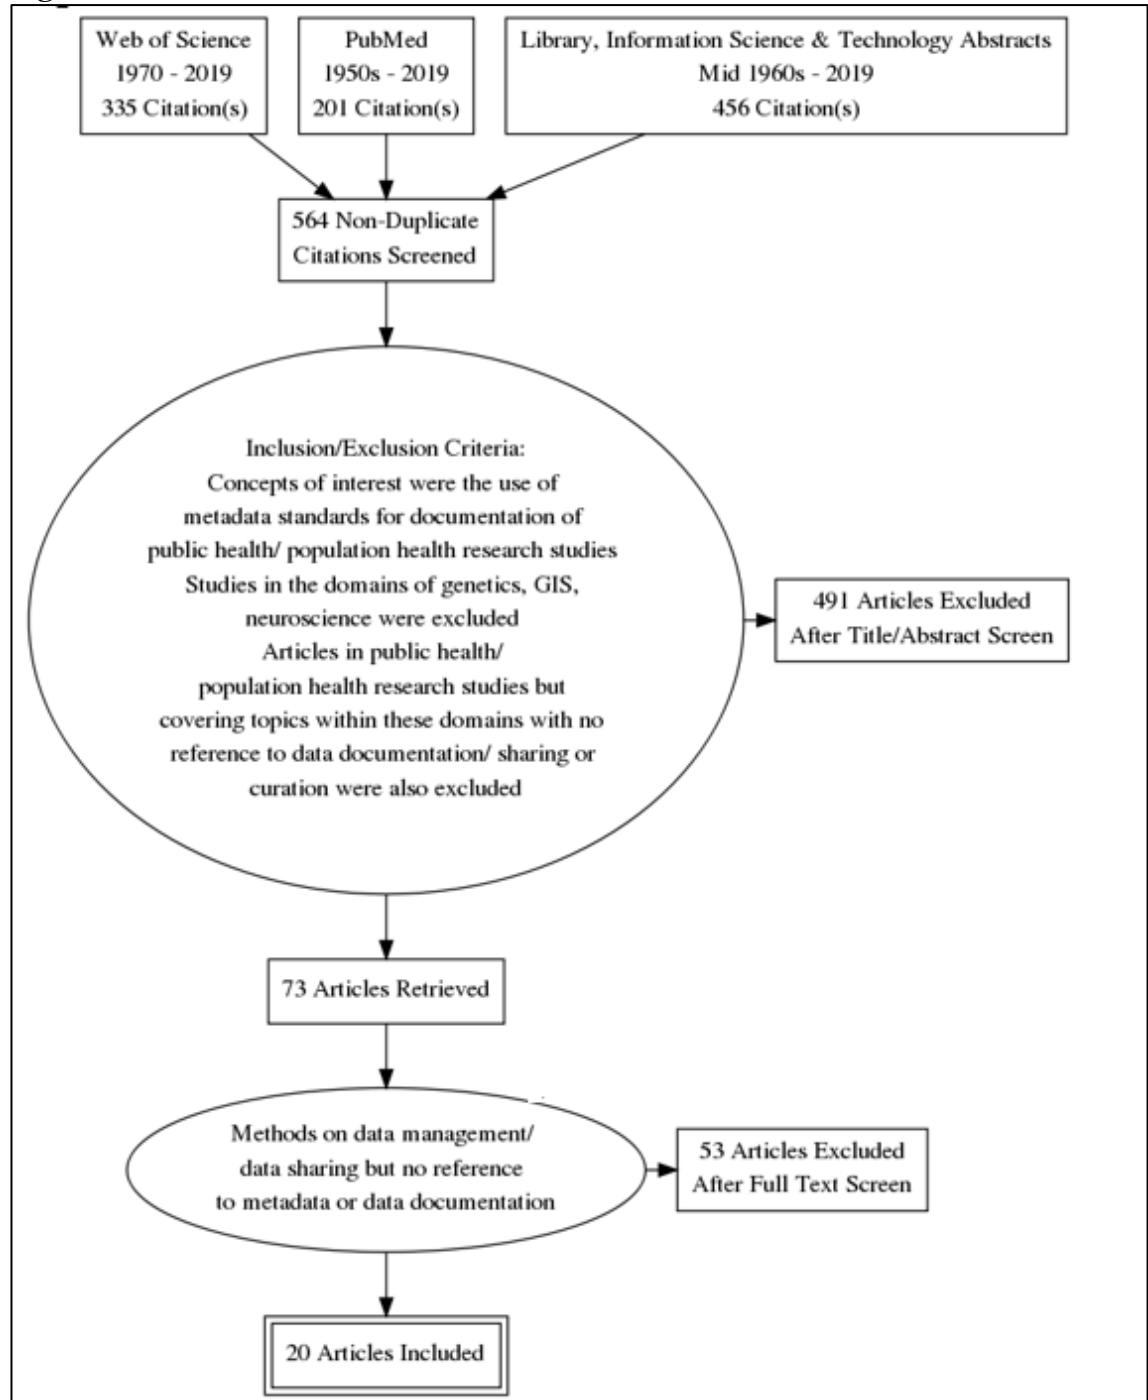 Web of Science
1970 - 2019
335 Citation(s)
PubMed
1950s - 2019
201 Citation(s)
Library, Information Science & Technology Abstracts
Mid 1960s - 2019
456 Citation(s)
564 Non-Duplicate
Citations Screened
Inclusion/Exclusion Criteria:
Concepts of interest were the use of
metadata standards for documentation of
public health/ population health research studies
Studies in the domains of genetics, GIS,
neuroscience were excluded
Articles in public health/
population health research studies but
covering topics within these domains with no
reference to data documentation/ sharing or
curation were also excluded
491 Articles Excluded
After Title/Abstract Screen
73 Articles Retrieved
Methods on data management/
data sharing but no reference
to metadata or data documentation
53 Articles Excluded
After Full Text Screen
20 Articles Included